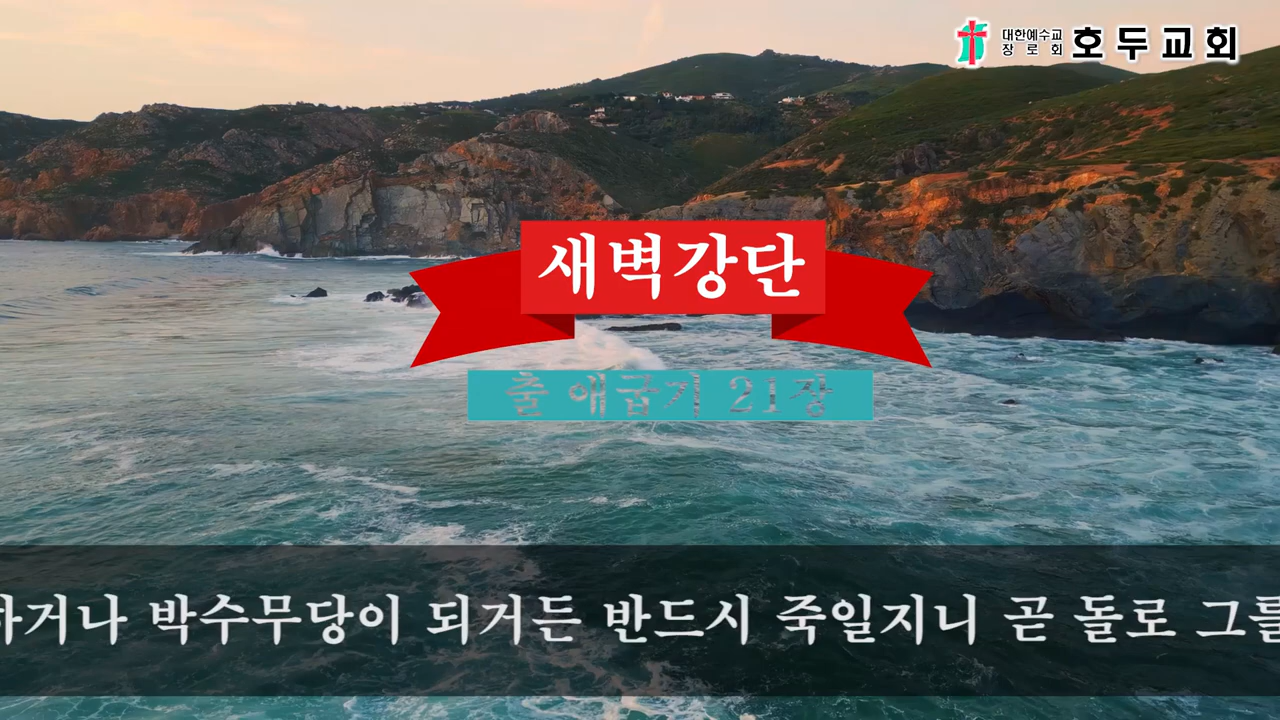 대한예수교
장로회
호두교회
새벽강단
출 애굽기 21장
하거나 박수무당이 되거든 반드시 죽일지니 곧 돌로 그를